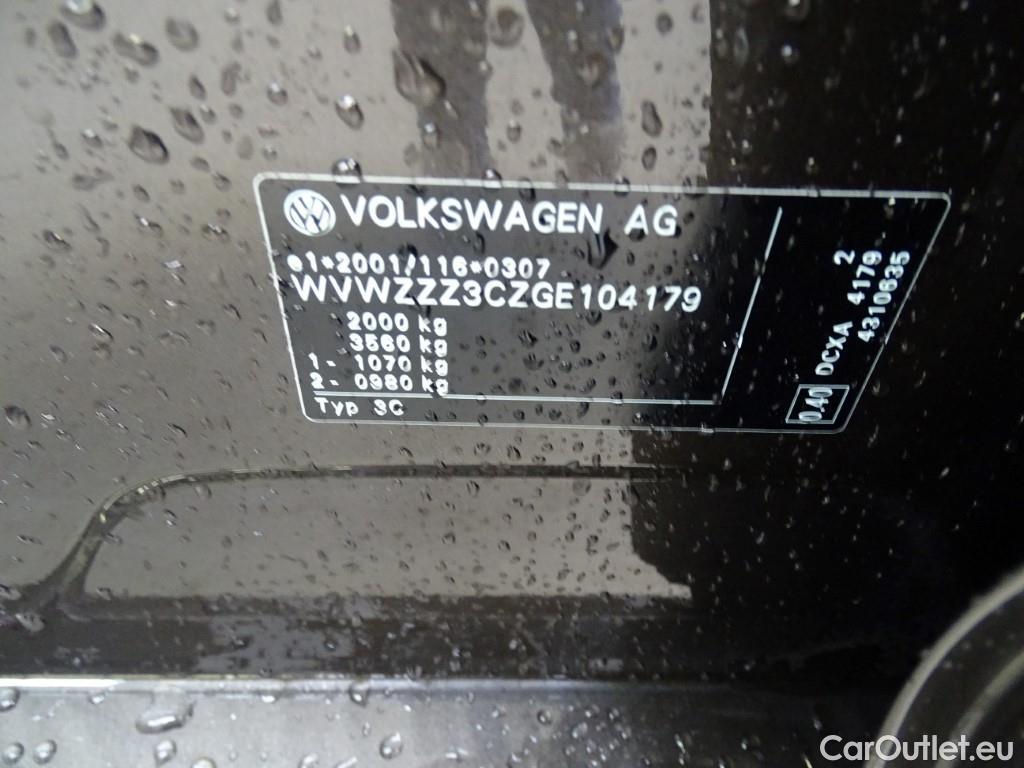 VOLKSWAGEN AG
e1*2001/116*0307
WVWZZZ3CZGE104179
2000 kg
3560 kg
1 - 1070 kg
2 - 0980 kg
Typ 3C
2
DCXA 4179
43106635
0.40
CarOutlet.eu